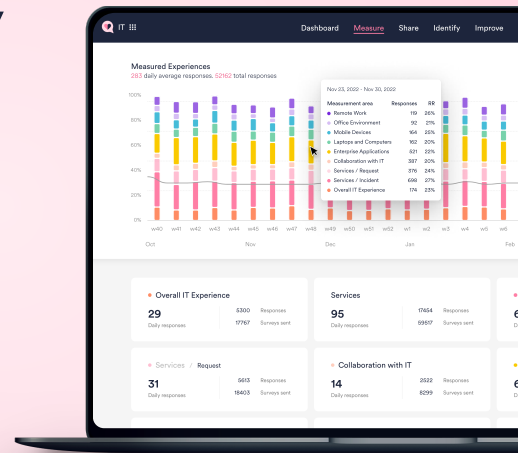 IT
Dashboard Measure Share Identify Improve
Measured Experiences
283 daily average responses. 52162 total responses
100%
80%
60%
40%
20%
0%
Nov 23, 2022 - Nov 30, 2022
Measurement area Responses RR
Remote Work 119 26%
Office Environment 92 21%
Mobile Devices 164 25%
Laptops and Computers 162 20%
Enterprise Applications 521 22%
Collaboration with IT 387 20%
Services / Request 376 24%
Services / Incident 698 27%
Overall IT Experience 174 23%
w40 w41 w42 w43 w44 w45 w46 w47 w48 w49 w50 w51 w52 w1 w2 w3 w4 w5 w6
Oct Nov Dec Jan Feb
Overall IT Experience
29
Daily responses
5300 Responses
17767 Surveys sent
Services
95
Daily responses
17454 Responses
59517 Surveys sent
Services / Request
31
Daily responses
5613 Responses
18403 Surveys sent
Collaboration with IT
14
Daily responses
2522 Responses
8299 Surveys sent